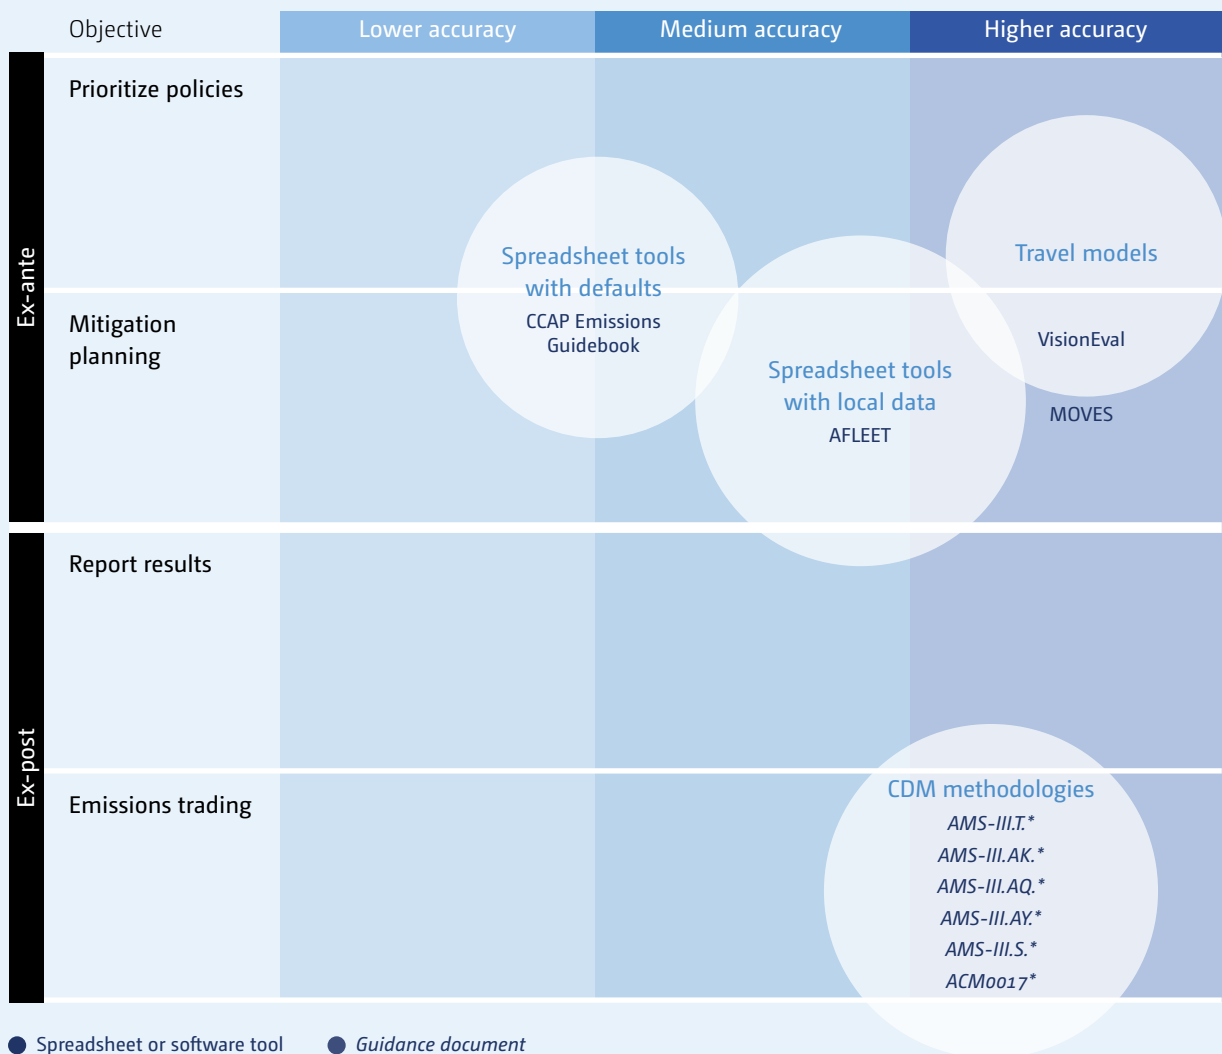 Objective
Lower accuracy
Medium accuracy
Higher accuracy
Ex-ante
Prioritize policies
Mitigation
planning
Spreadsheet tools
with defaults
CCAP Emissions
Guidebook
Spreadsheet tools
with local data
AFLEET
Travel models
VisionEval
MOVES
Ex-post
Report results
Emissions trading
CDM methodologies
AMS-III.T.*
AMS-III.AK.*
AMS-III.AQ.*
AMS-III.AY.*
AMS-III.S.*
ACM0017*
Spreadsheet or software tool
Guidance document